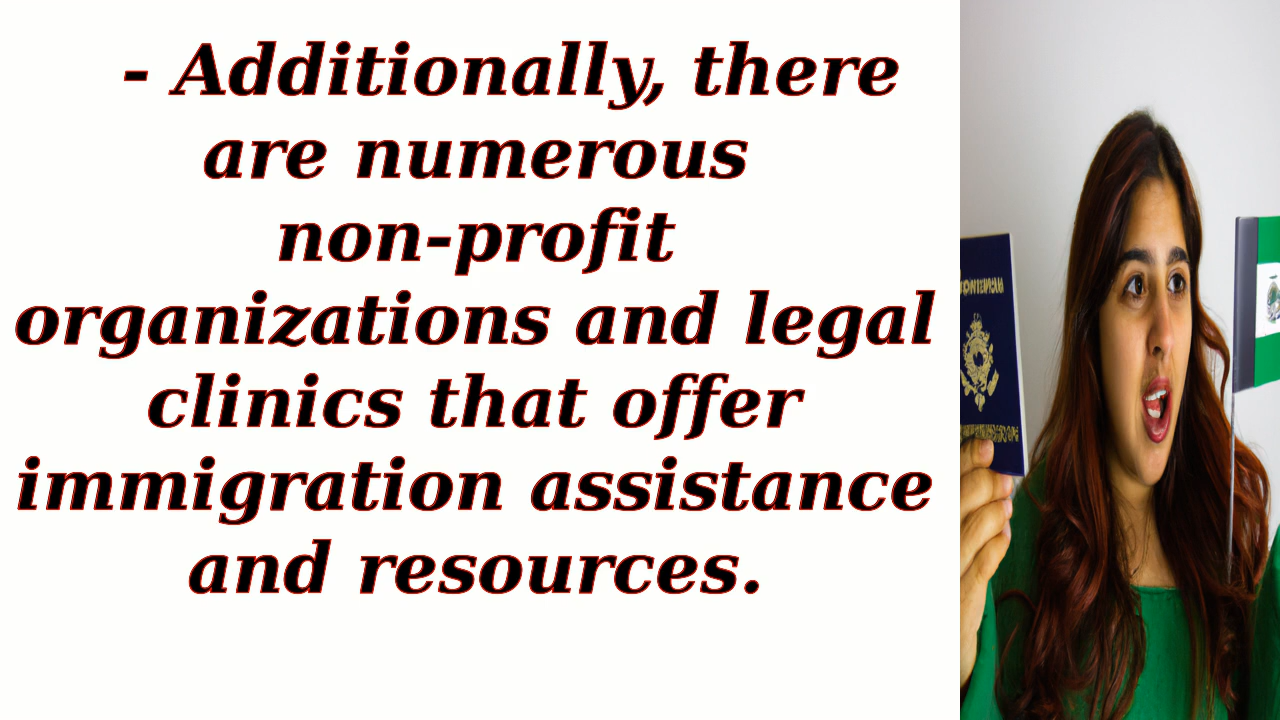 - Additionally, there
are numerous
non-profit
organizations and legal
clinics that offer
immigration assistance
and resources.